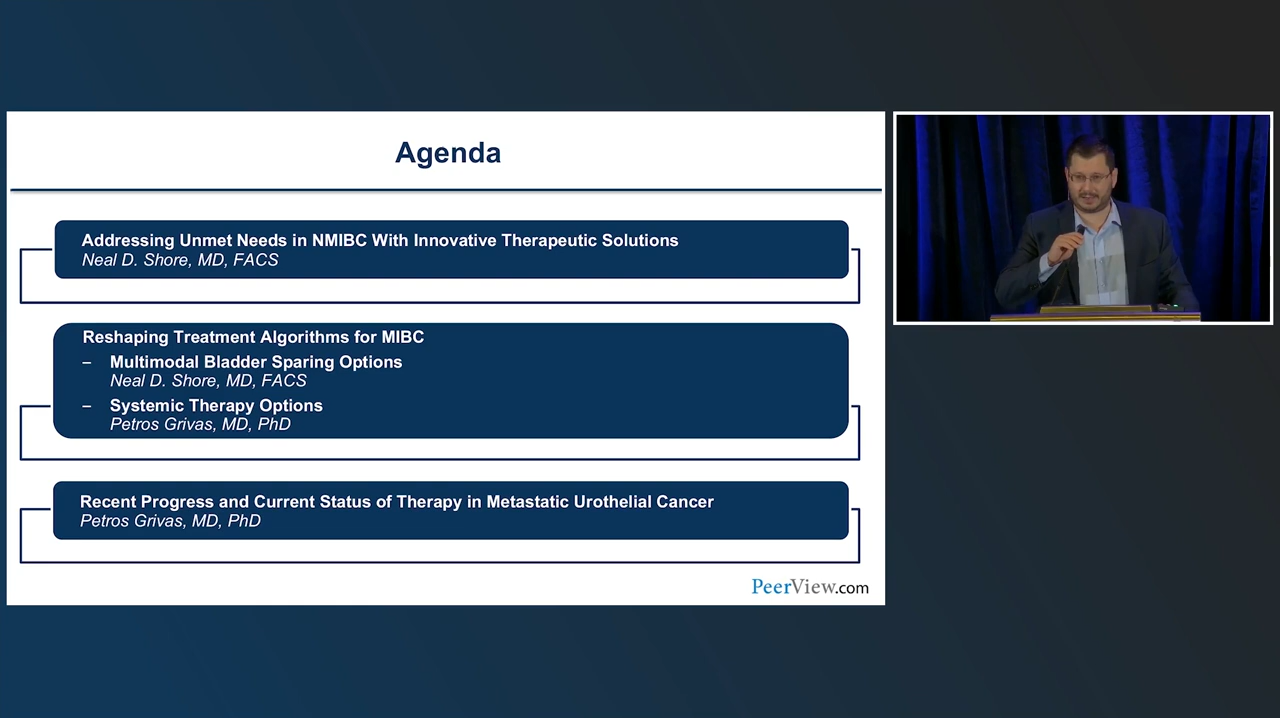 Agenda
Addressing Unmet Needs in NMIBC With Innovative Therapeutic Solutions
Neal D. Shore, MD, FACS
Reshaping Treatment Algorithms for MIBC
– Multimodal Bladder Sparing Options
Neal D. Shore, MD, FACS
– Systemic Therapy Options
Petros Grivas, MD, PhD
Recent Progress and Current Status of Therapy in Metastatic Urothelial Cancer
Petros Grivas, MD, PhD
PeerView.com